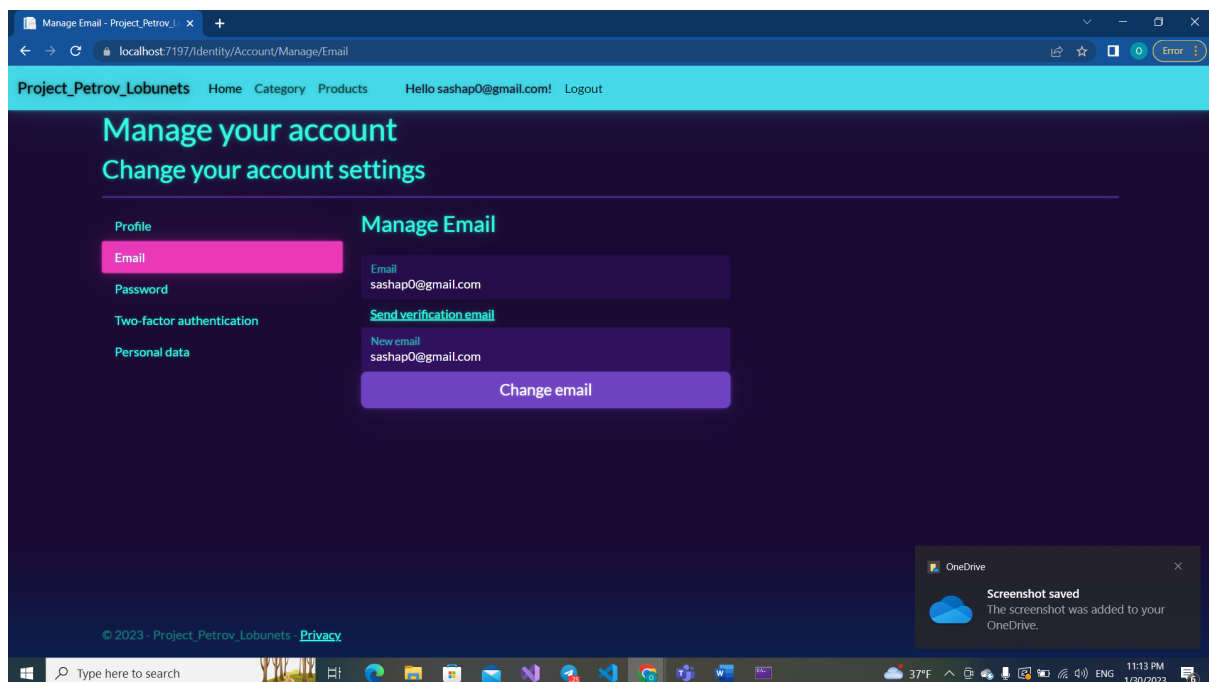 Manage Email - Project_Petrov_L
localhost:7197/Identity/Account/Manage/Email
O
Error
Project_Petrov_Lobunets Home Category Products Hello sashap0@gmail.com! Logout
Manage your account
Change your account settings
Profile
Email
Password
Two-factor authentication
Personal data
Manage Email
Email
sashap0@gmail.com
Send verification email
New email
sashap0@gmail.com
Change email
OneDrive
Screenshot saved
The screenshot was added to your
OneDrive.
© 2023 - Project_Petrov_Lobunets - Privacy
Type here to search
37°F
ENG
11:13 PM
1/30/2023
6